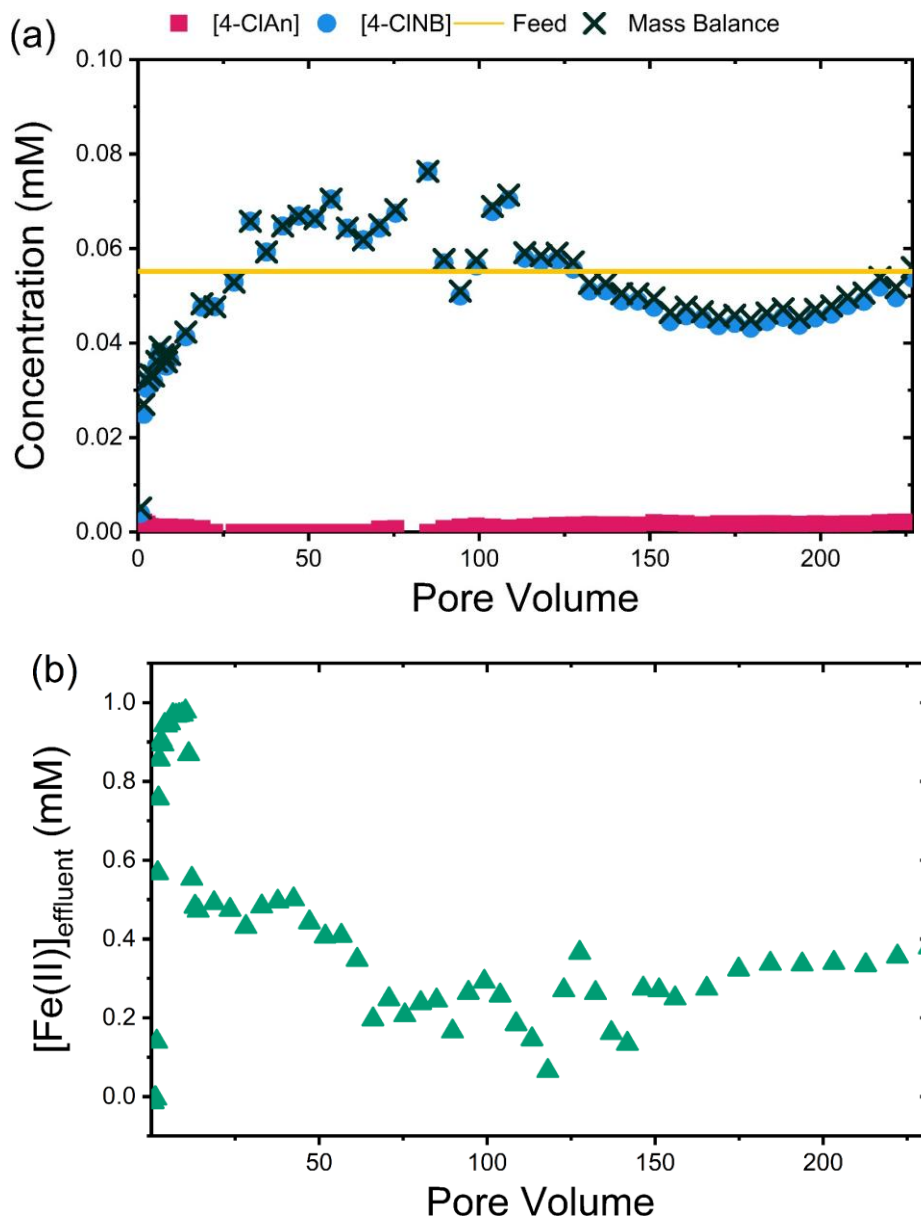 (a)
[4-ClAn] [4-ClNB] Feed Mass Balance
0.10
0.08
0.06
0.04
0.02
0.00
Concentration (mM)
0 50 100 150 200
Pore Volume
(b)
1.0
0.8
0.6
0.4
0.2
0.0
[Fe(II)]effluent (mM)
50 100 150 200
Pore Volume